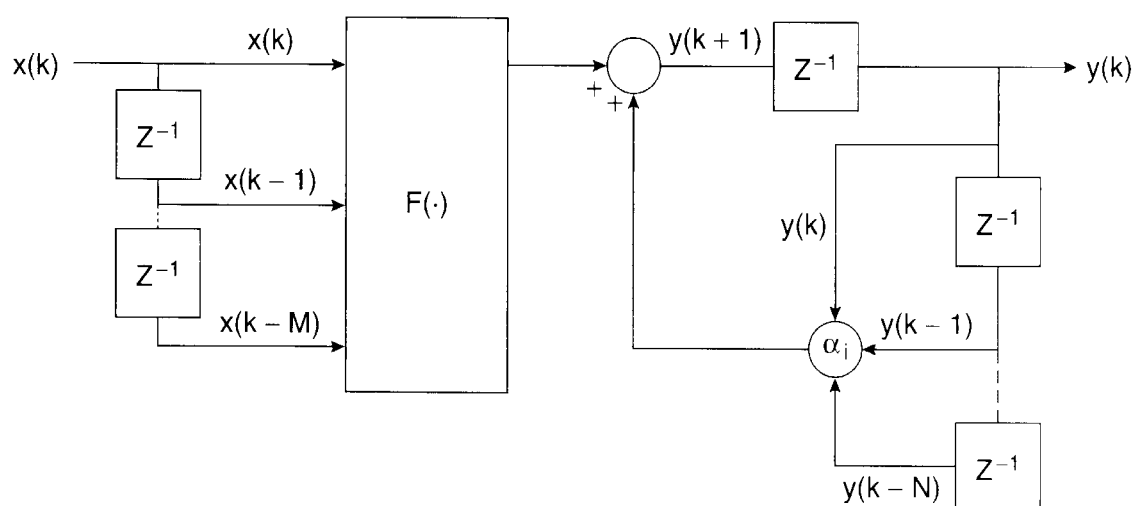 x(k)
x(k)
Z⁻¹
x(k − 1)
Z⁻¹
x(k − M)
F(·)
+
+
y(k + 1)
Z⁻¹
y(k)
y(k)
Z⁻¹
αᵢ
y(k − 1)
y(k − N)
Z⁻¹